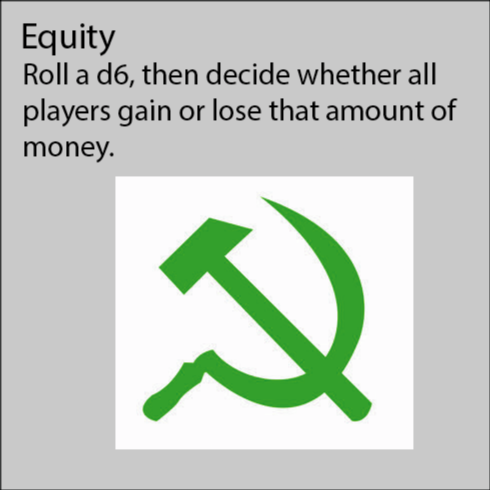 Equity
Roll a d6, then decide whether all
players gain or lose that amount of
money.